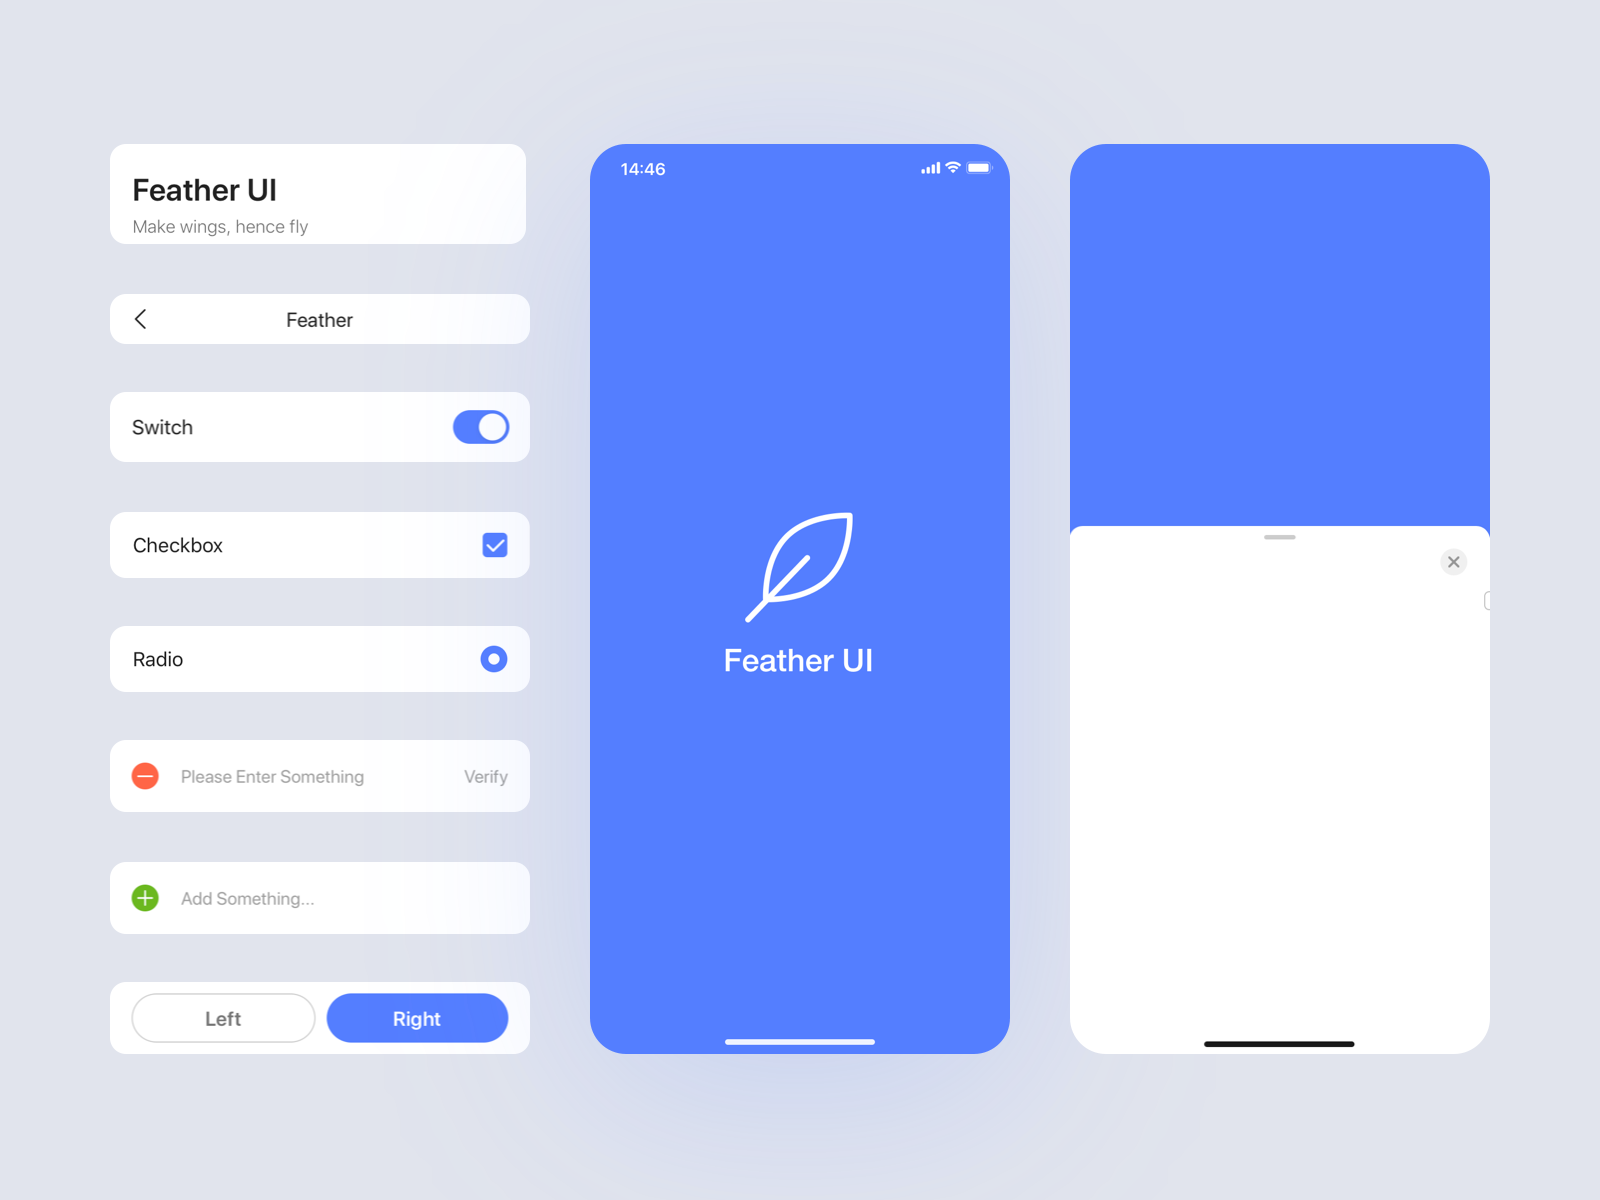 Feather UI
Make wings, hence fly
Feather
Switch
Checkbox
Radio
Please Enter Something
Verify
Add Something...
Left
Right
14:46
Feather UI